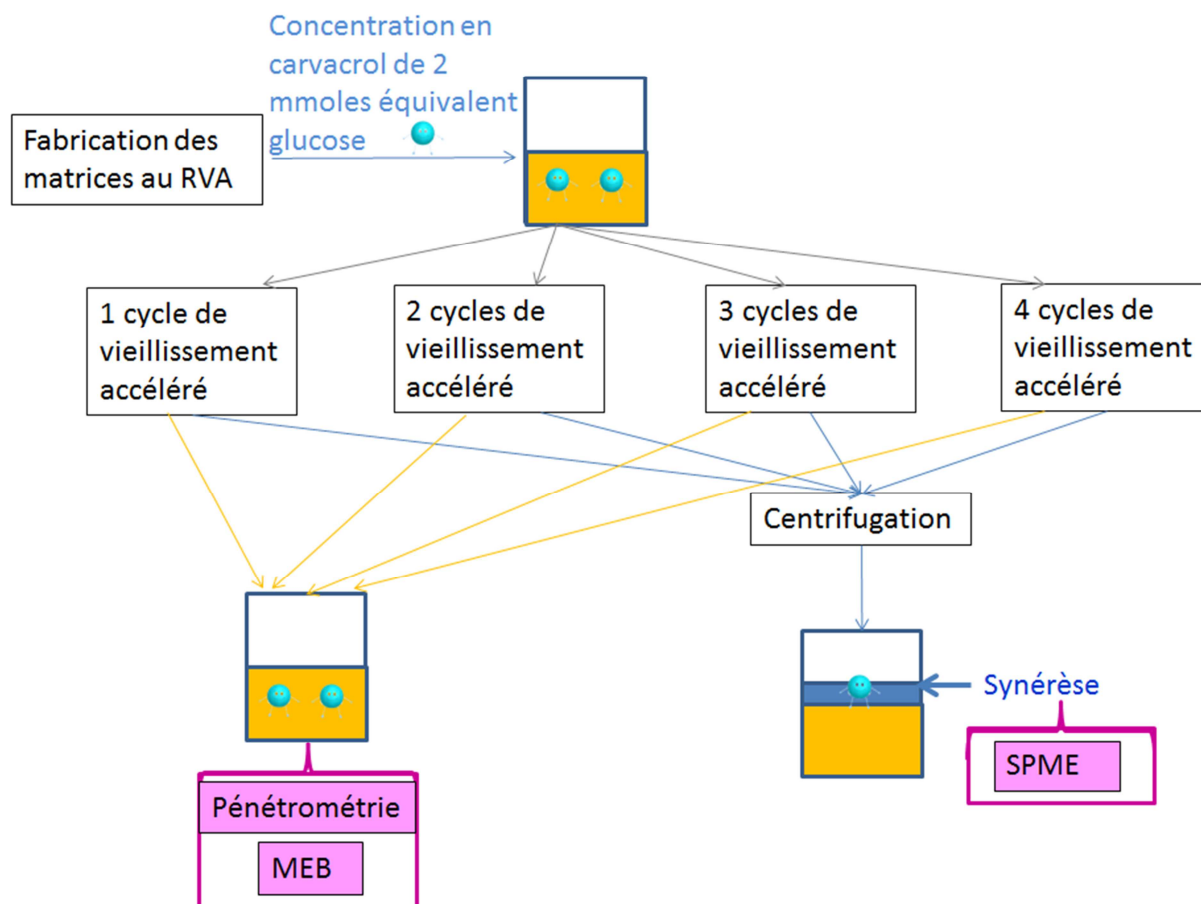 Concentration en
carvacrol de 2
mmoles équivalent
glucose
Fabrication des
matrices au RVA
1 cycle de
vieillissement
accéléré
2 cycles de
vieillissement
accéléré
3 cycles de
vieillissement
accéléré
4 cycles de
vieillissement
accéléré
Centrifugation
Synérèse
SPME
Pénétrométrie
MEB